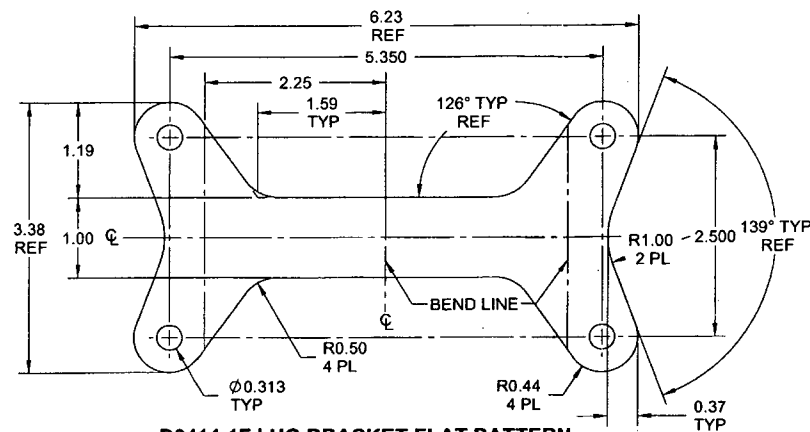 6.23
REF
5.350
2.25
1.59
TYP
126° TYP
REF
1.19
3.38
REF
1.00
℄
R1.00
2 PL
2.500
139° TYP
REF
BEND LINE
℄
R0.50
4 PL
Ø0.313
TYP
R0.44
4 PL
0.37
TYP